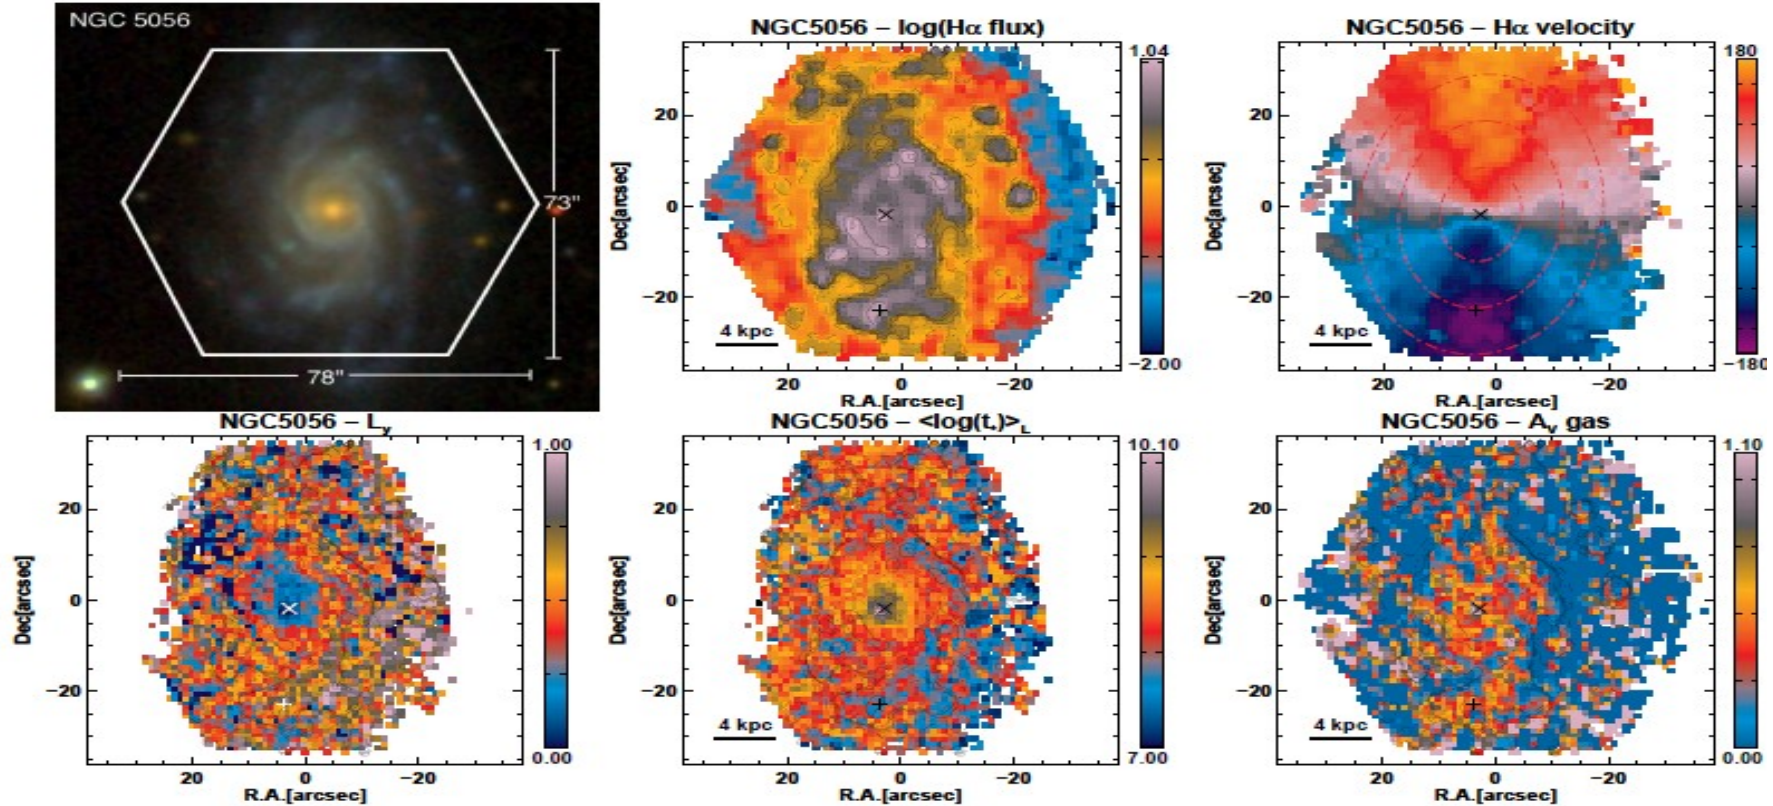 NGC 5056
73"
78"
NGC5056 – log(Hα flux)
1.04
−2.00
20
0
−20
Dec[arcsec]
4 kpc
20
0
−20
R.A.[arcsec]
NGC5056 – Hα velocity
180
−180
20
0
−20
Dec[arcsec]
4 kpc
20
0
−20
R.A.[arcsec]
NGC5056 – Ly
1.00
0.00
20
0
−20
Dec[arcsec]
20
0
−20
R.A.[arcsec]
NGC5056 – <log(t*)>L
10.10
7.00
20
0
−20
Dec[arcsec]
4 kpc
20
0
−20
R.A.[arcsec]
NGC5056 – Av gas
1.10
0.00
20
0
−20
Dec[arcsec]
4 kpc
20
0
−20
R.A.[arcsec]